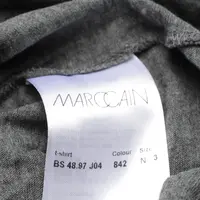 MARCCAIN
t-shirt Colour Size
BS 48.97 J04 842 N 3